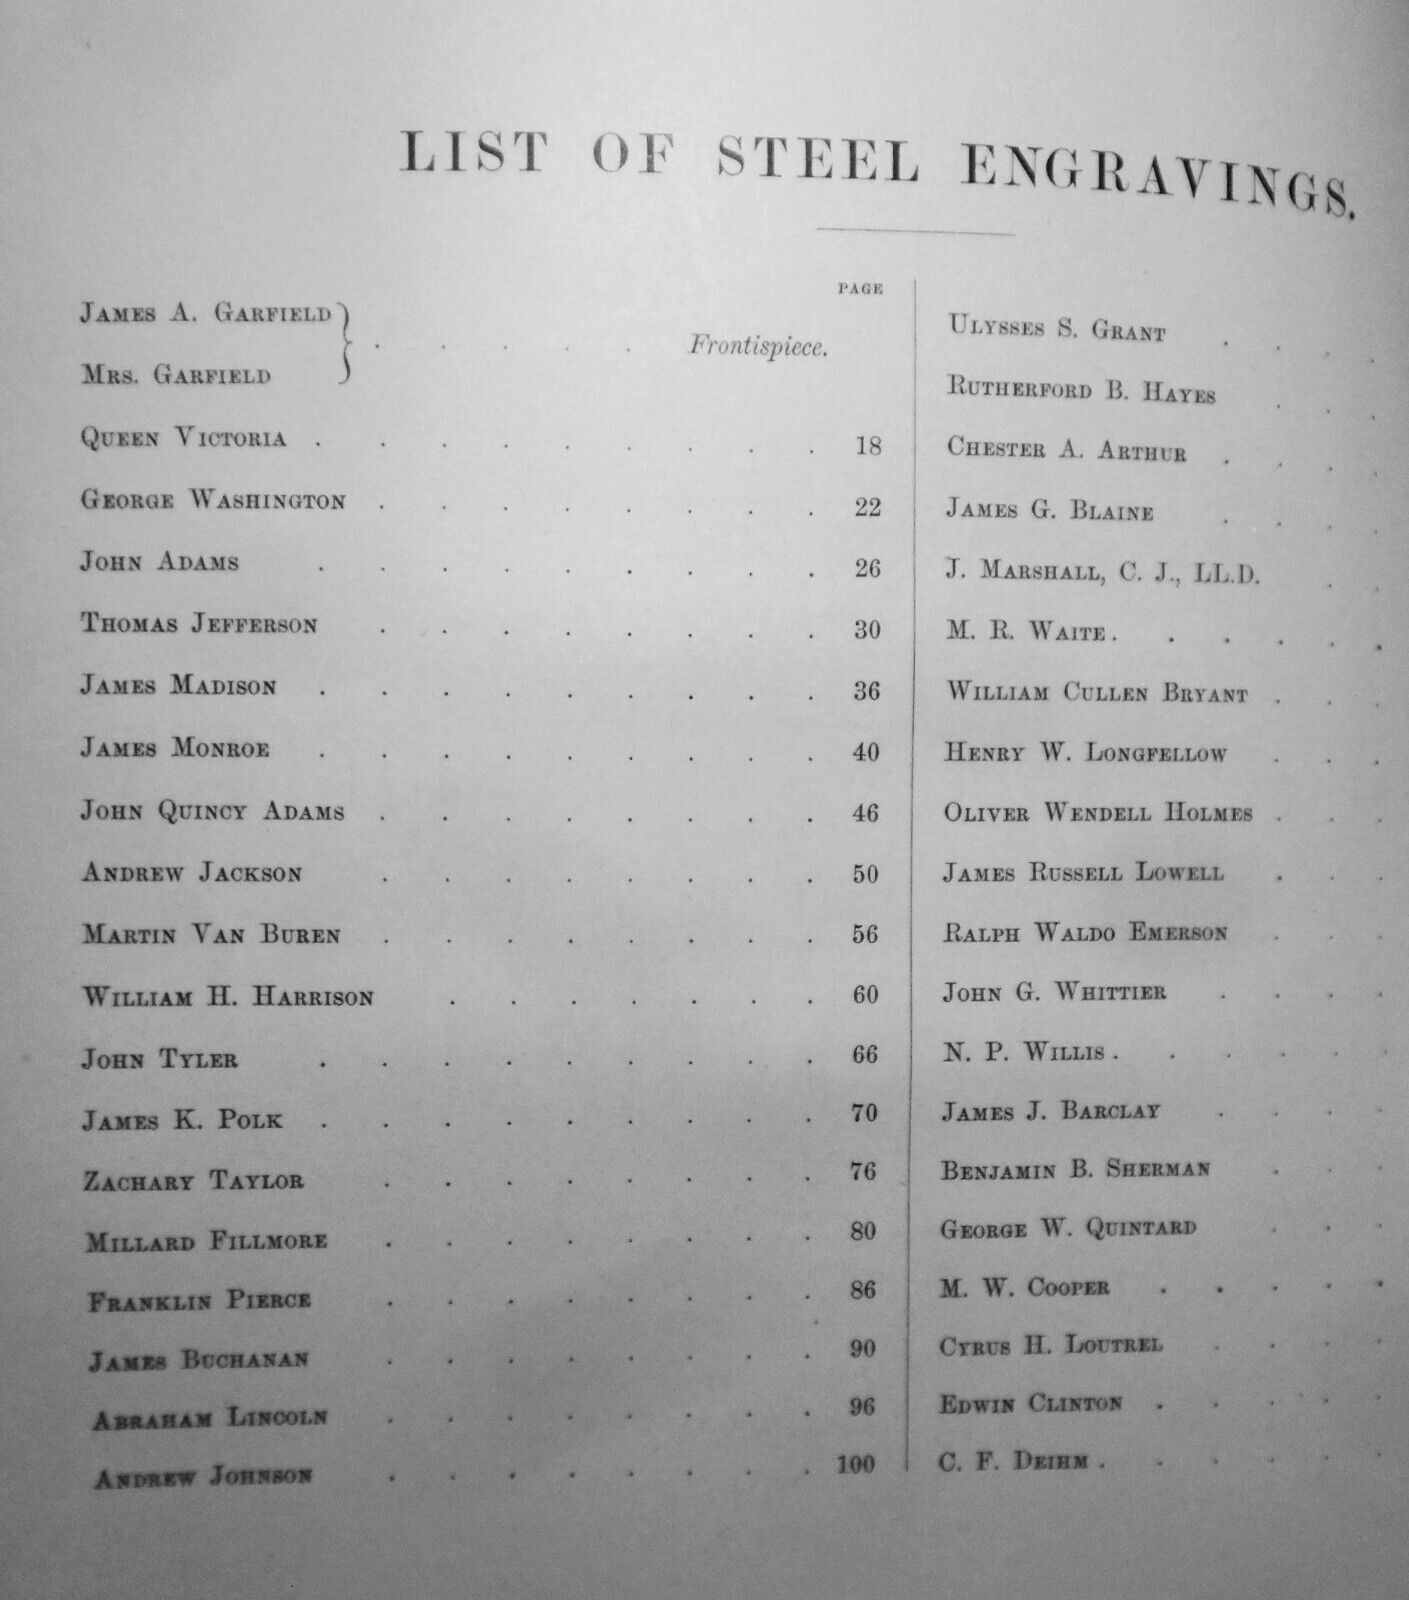 LIST OF STEEL ENGRAVINGS.
PAGE
JAMES A. GARFIELD
MRS. GARFIELD } . . . . . Frontispiece.
QUEEN VICTORIA . . . . . . . . . 18
GEORGE WASHINGTON . . . . . . . . 22
JOHN ADAMS . . . . . . . . . 26
THOMAS JEFFERSON . . . . . . . . 30
JAMES MADISON . . . . . . . . . 36
JAMES MONROE . . . . . . . . . 40
JOHN QUINCY ADAMS . . . . . . . . 46
ANDREW JACKSON . . . . . . . . 50
MARTIN VAN BUREN . . . . . . . . 56
WILLIAM H. HARRISON . . . . . . . 60
JOHN TYLER . . . . . . . . . 66
JAMES K. POLK . . . . . . . . . 70
ZACHARY TAYLOR . . . . . . . . 76
MILLARD FILLMORE . . . . . . . . 80
FRANKLIN PIERCE . . . . . . . . 86
JAMES BUCHANAN . . . . . . . . 90
ABRAHAM LINCOLN . . . . . . . . 96
ANDREW JOHNSON . . . . . . . . 100
ULYSSES S. GRANT . . . .
RUTHERFORD B. HAYES . . .
CHESTER A. ARTHUR . . . .
JAMES G. BLAINE . . . .
J. MARSHALL, C. J., LL.D. . .
M. R. WAITE . . . . . .
WILLIAM CULLEN BRYANT . . .
HENRY W. LONGFELLOW . . .
OLIVER WENDELL HOLMES . . .
JAMES RUSSELL LOWELL . . .
RALPH WALDO EMERSON . . .
JOHN G. WHITTIER . . . .
N. P. WILLIS . . . . . .
JAMES J. BARCLAY . . . .
BENJAMIN B. SHERMAN . . .
GEORGE W. QUINTARD . . .
M. W. COOPER . . . . .
CYRUS H. LOUTREL . . . .
EDWIN CLINTON . . . . .
C. F. DEIHM . . . . . .